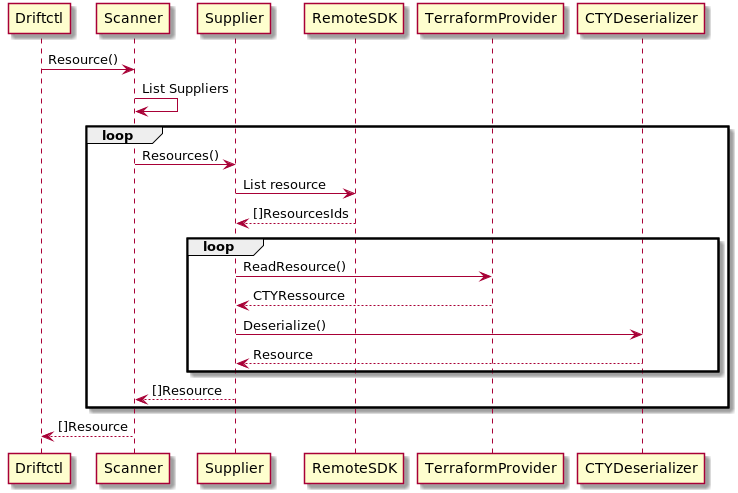 Driftctl Scanner Supplier RemoteSDK TerraformProvider CTYDeserializer
Resource()
List Suppliers
loop
Resources()
List resource
[]ResourcesIds
loop
ReadResource()
CTYRessource
Deserialize()
Resource
[]Resource
[]Resource
Driftctl Scanner Supplier RemoteSDK TerraformProvider CTYDeserializer